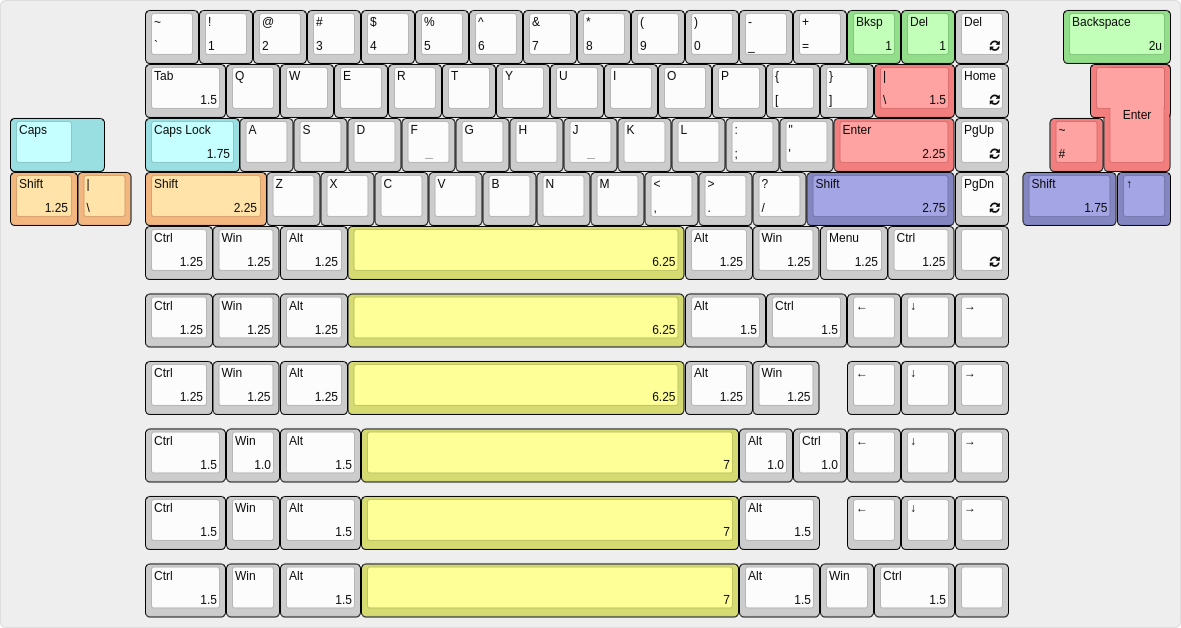 ~ ! @ # $ % ^ & * ( ) - + Bksp Del Del Backspace
` 1 2 3 4 5 6 7 8 9 0 _ = 1 1 2u
Tab Q W E R T Y U I O P { } | Home
1.5 [ ] \ 1.5
Enter
Caps Caps Lock A S D F G H J K L : " Enter PgUp ~
1.75 _ _ ; ' 2.25 #
Shift | Shift Z X C V B N M < > ? Shift PgDn Shift ↑
1.25 \ 2.25 , . / 2.75 1.75
Ctrl Win Alt Alt Win Menu Ctrl
1.25 1.25 1.25 6.25 1.25 1.25 1.25 1.25
Ctrl Win Alt Alt Ctrl ← ↓ →
1.25 1.25 1.25 6.25 1.5 1.5
Ctrl Win Alt Alt Win ← ↓ →
1.25 1.25 1.25 6.25 1.25 1.25
Ctrl Win Alt Alt Ctrl ← ↓ →
1.5 1.0 1.5 7 1.0 1.0
Ctrl Win Alt Alt ← ↓ →
1.5 1.5 7 1.5
Ctrl Win Alt Alt Win Ctrl
1.5 1.5 7 1.5 1.5